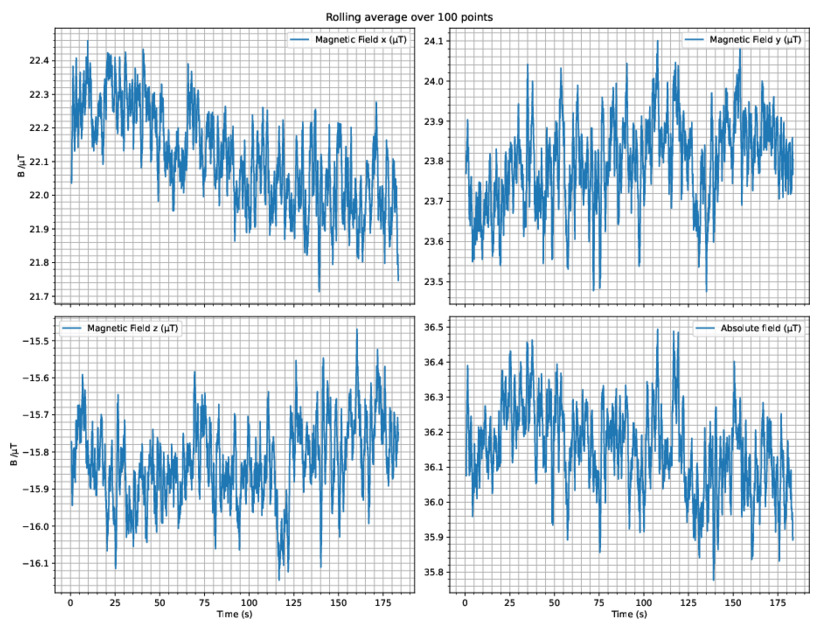 Rolling average over 100 points
Magnetic Field x (μT)
22.4
22.3
22.2
22.1
22.0
21.9
21.8
21.7
B /μT
Magnetic Field y (μT)
24.1
24.0
23.9
23.8
23.7
23.6
23.5
Magnetic Field z (μT)
−15.5
−15.6
−15.7
−15.8
−15.9
−16.0
−16.1
B /μT
0 25 50 75 100 125 150 175
Time (s)
Absolute field (μT)
36.5
36.4
36.3
36.2
36.1
36.0
35.9
35.8
0 25 50 75 100 125 150 175
Time (s)